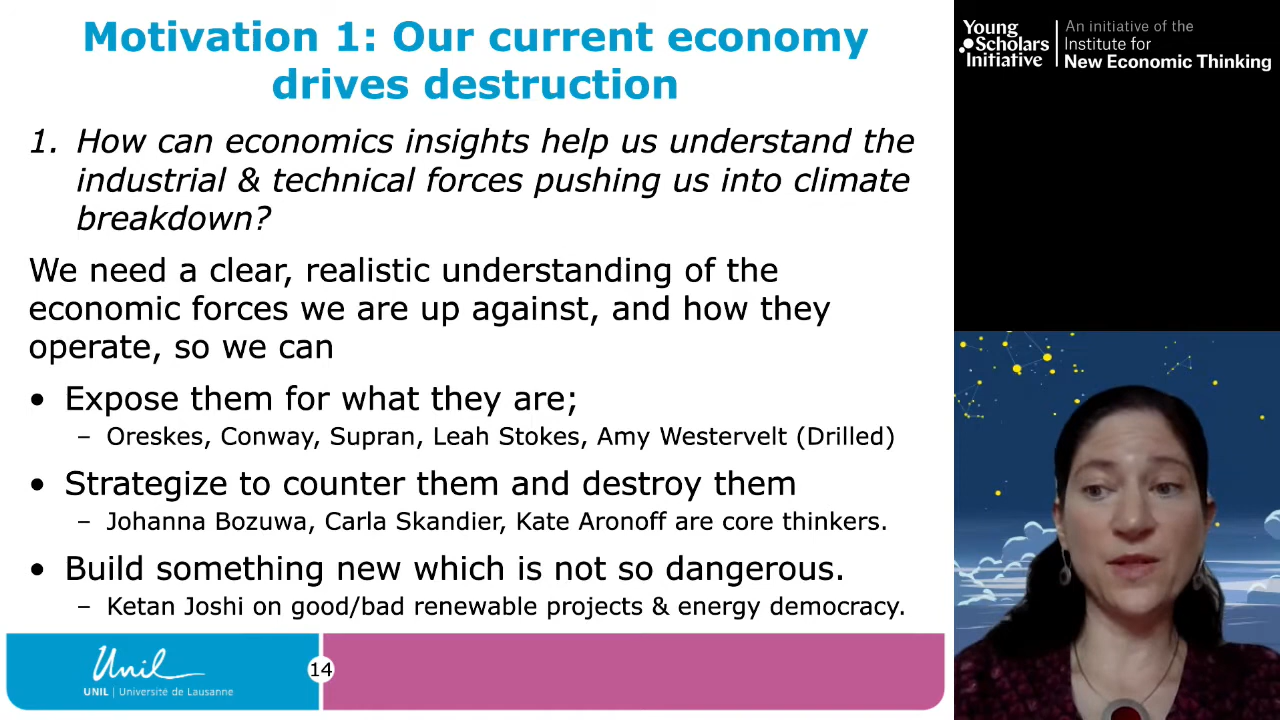 Motivation 1: Our current economy
drives destruction
1. How can economics insights help us understand the
industrial & technical forces pushing us into climate
breakdown?
We need a clear, realistic understanding of the
economic forces we are up against, and how they
operate, so we can
• Expose them for what they are;
– Oreskes, Conway, Supran, Leah Stokes, Amy Westervelt (Drilled)
• Strategize to counter them and destroy them
– Johanna Bozuwa, Carla Skandier, Kate Aronoff are core thinkers.
• Build something new which is not so dangerous.
– Ketan Joshi on good/bad renewable projects & energy democracy.
Unil
UNIL | Université de Lausanne
14
Young
Scholars
Initiative
An initiative of the
Institute for
New Economic Thinking